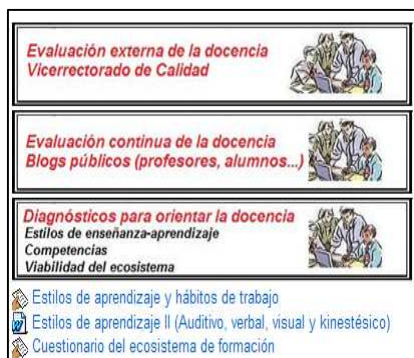 Evaluación externa de la docencia
Vicerrectorado de Calidad
Evaluación continua de la docencia
Blogs públicos (profesores, alumnos...)
Diagnósticos para orientar la docencia
Estilos de enseñanza-aprendizaje
Competencias
Viabilidad del ecosistema
Estilos de aprendizaje y hábitos de trabajo
Estilos de aprendizaje II (Auditivo, verbal, visual y kinestésico)
Cuestionario del ecosistema de formación